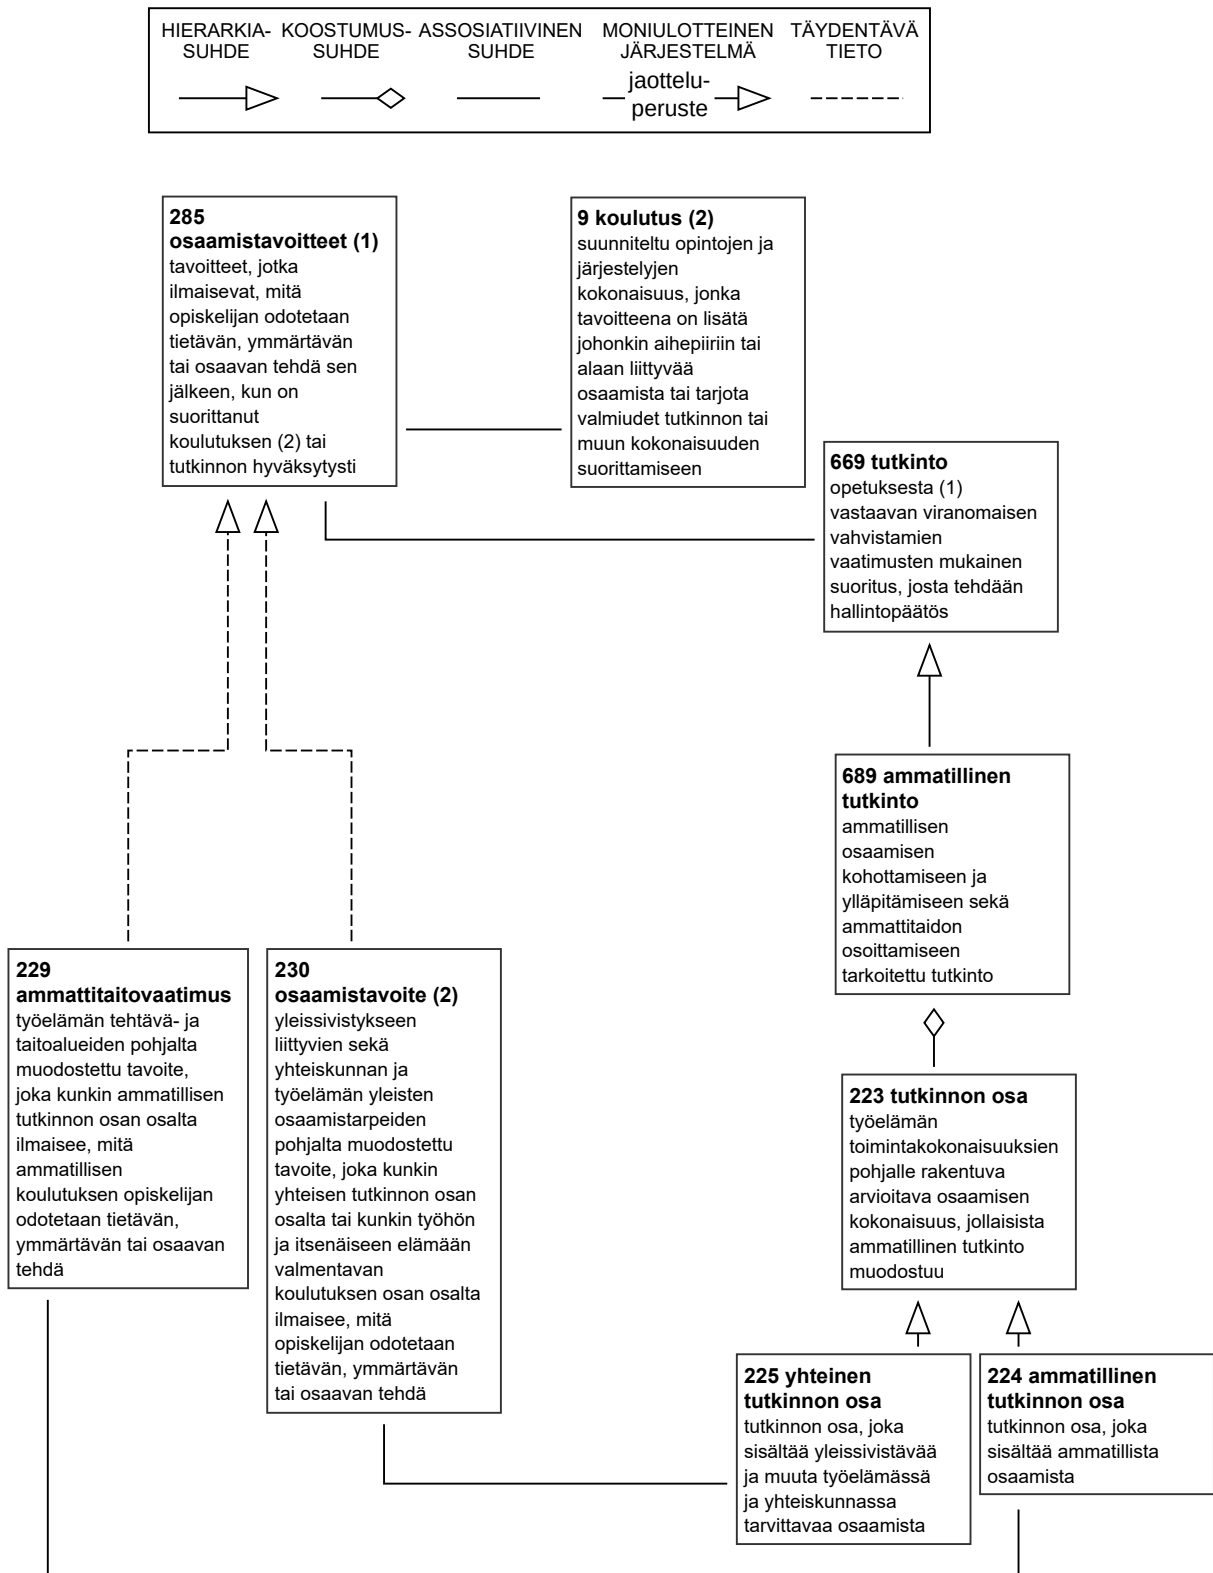 HIERARKIA-
SUHDE
KOOSTUMUS-
SUHDE
ASSOSIATIIVINEN
SUHDE
MONIULOTTEINEN
JÄRJESTELMÄ
TÄYDENTÄVÄ
TIETO
jaottelu-
peruste
285
osaamistavoitteet (1)
tavoitteet, jotka
ilmaisevat, mitä
opiskelijan odotetaan
tietävän, ymmärtävän
tai osaavan tehdä sen
jälkeen, kun on
suorittanut
koulutuksen (2) tai
tutkinnon hyväksytysti
9 koulutus (2)
suunniteltu opintojen ja
järjestelyjen
kokonaisuus, jonka
tavoitteena on lisätä
johonkin aihepiiriin tai
alaan liittyvää
osaamista tai tarjota
valmiudet tutkinnon tai
muun kokonaisuuden
suorittamiseen
669 tutkinto
opetuksesta (1)
vastaavan viranomaisen
vahvistamien
vaatimusten mukainen
suoritus, josta tehdään
hallintopäätös
689 ammatillinen
tutkinto
ammatillisen
osaamisen
kohottamiseen ja
ylläpitämiseen sekä
ammattitaidon
osoittamiseen
tarkoitettu tutkinto
229
ammattitaitovaatimus
työelämän tehtävä- ja
taitoalueiden pohjalta
muodostettu tavoite,
joka kunkin ammatillisen
tutkinnon osan osalta
ilmaisee, mitä
ammatillisen
koulutuksen opiskelijan
odotetaan tietävän,
ymmärtävän tai osaavan
tehdä
230
osaamistavoite (2)
yleissivistykseen
liittyvien sekä
yhteiskunnan ja
työelämän yleisten
osaamistarpeiden
pohjalta muodostettu
tavoite, joka kunkin
yhteisen tutkinnon osan
osalta tai kunkin työhön
ja itsenäiseen elämään
valmentavan
koulutuksen osan osalta
ilmaisee, mitä
opiskelijan odotetaan
tietävän, ymmärtävän
tai osaavan tehdä
223 tutkinnon osa
työelämän
toimintakokonaisuuksien
pohjalle rakentuva
arvioitava osaamisen
kokonaisuus, jollaisista
ammatillinen tutkinto
muodostuu
225 yhteinen
tutkinnon osa
tutkinnon osa, joka
sisältää yleissivistävää
ja muuta työelämässä
ja yhteiskunnassa
tarvittavaa osaamista
224 ammatillinen
tutkinnon osa
tutkinnon osa, joka
sisältää ammatillista
osaamista